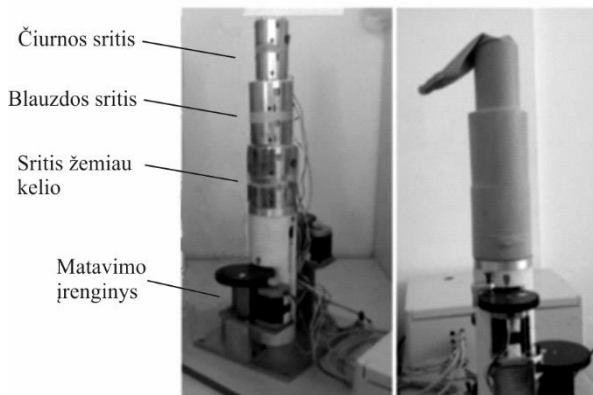 Čiurnos sritis
Blauzdos sritis
Sritis žemiau
kelio
Matavimo
įrenginys